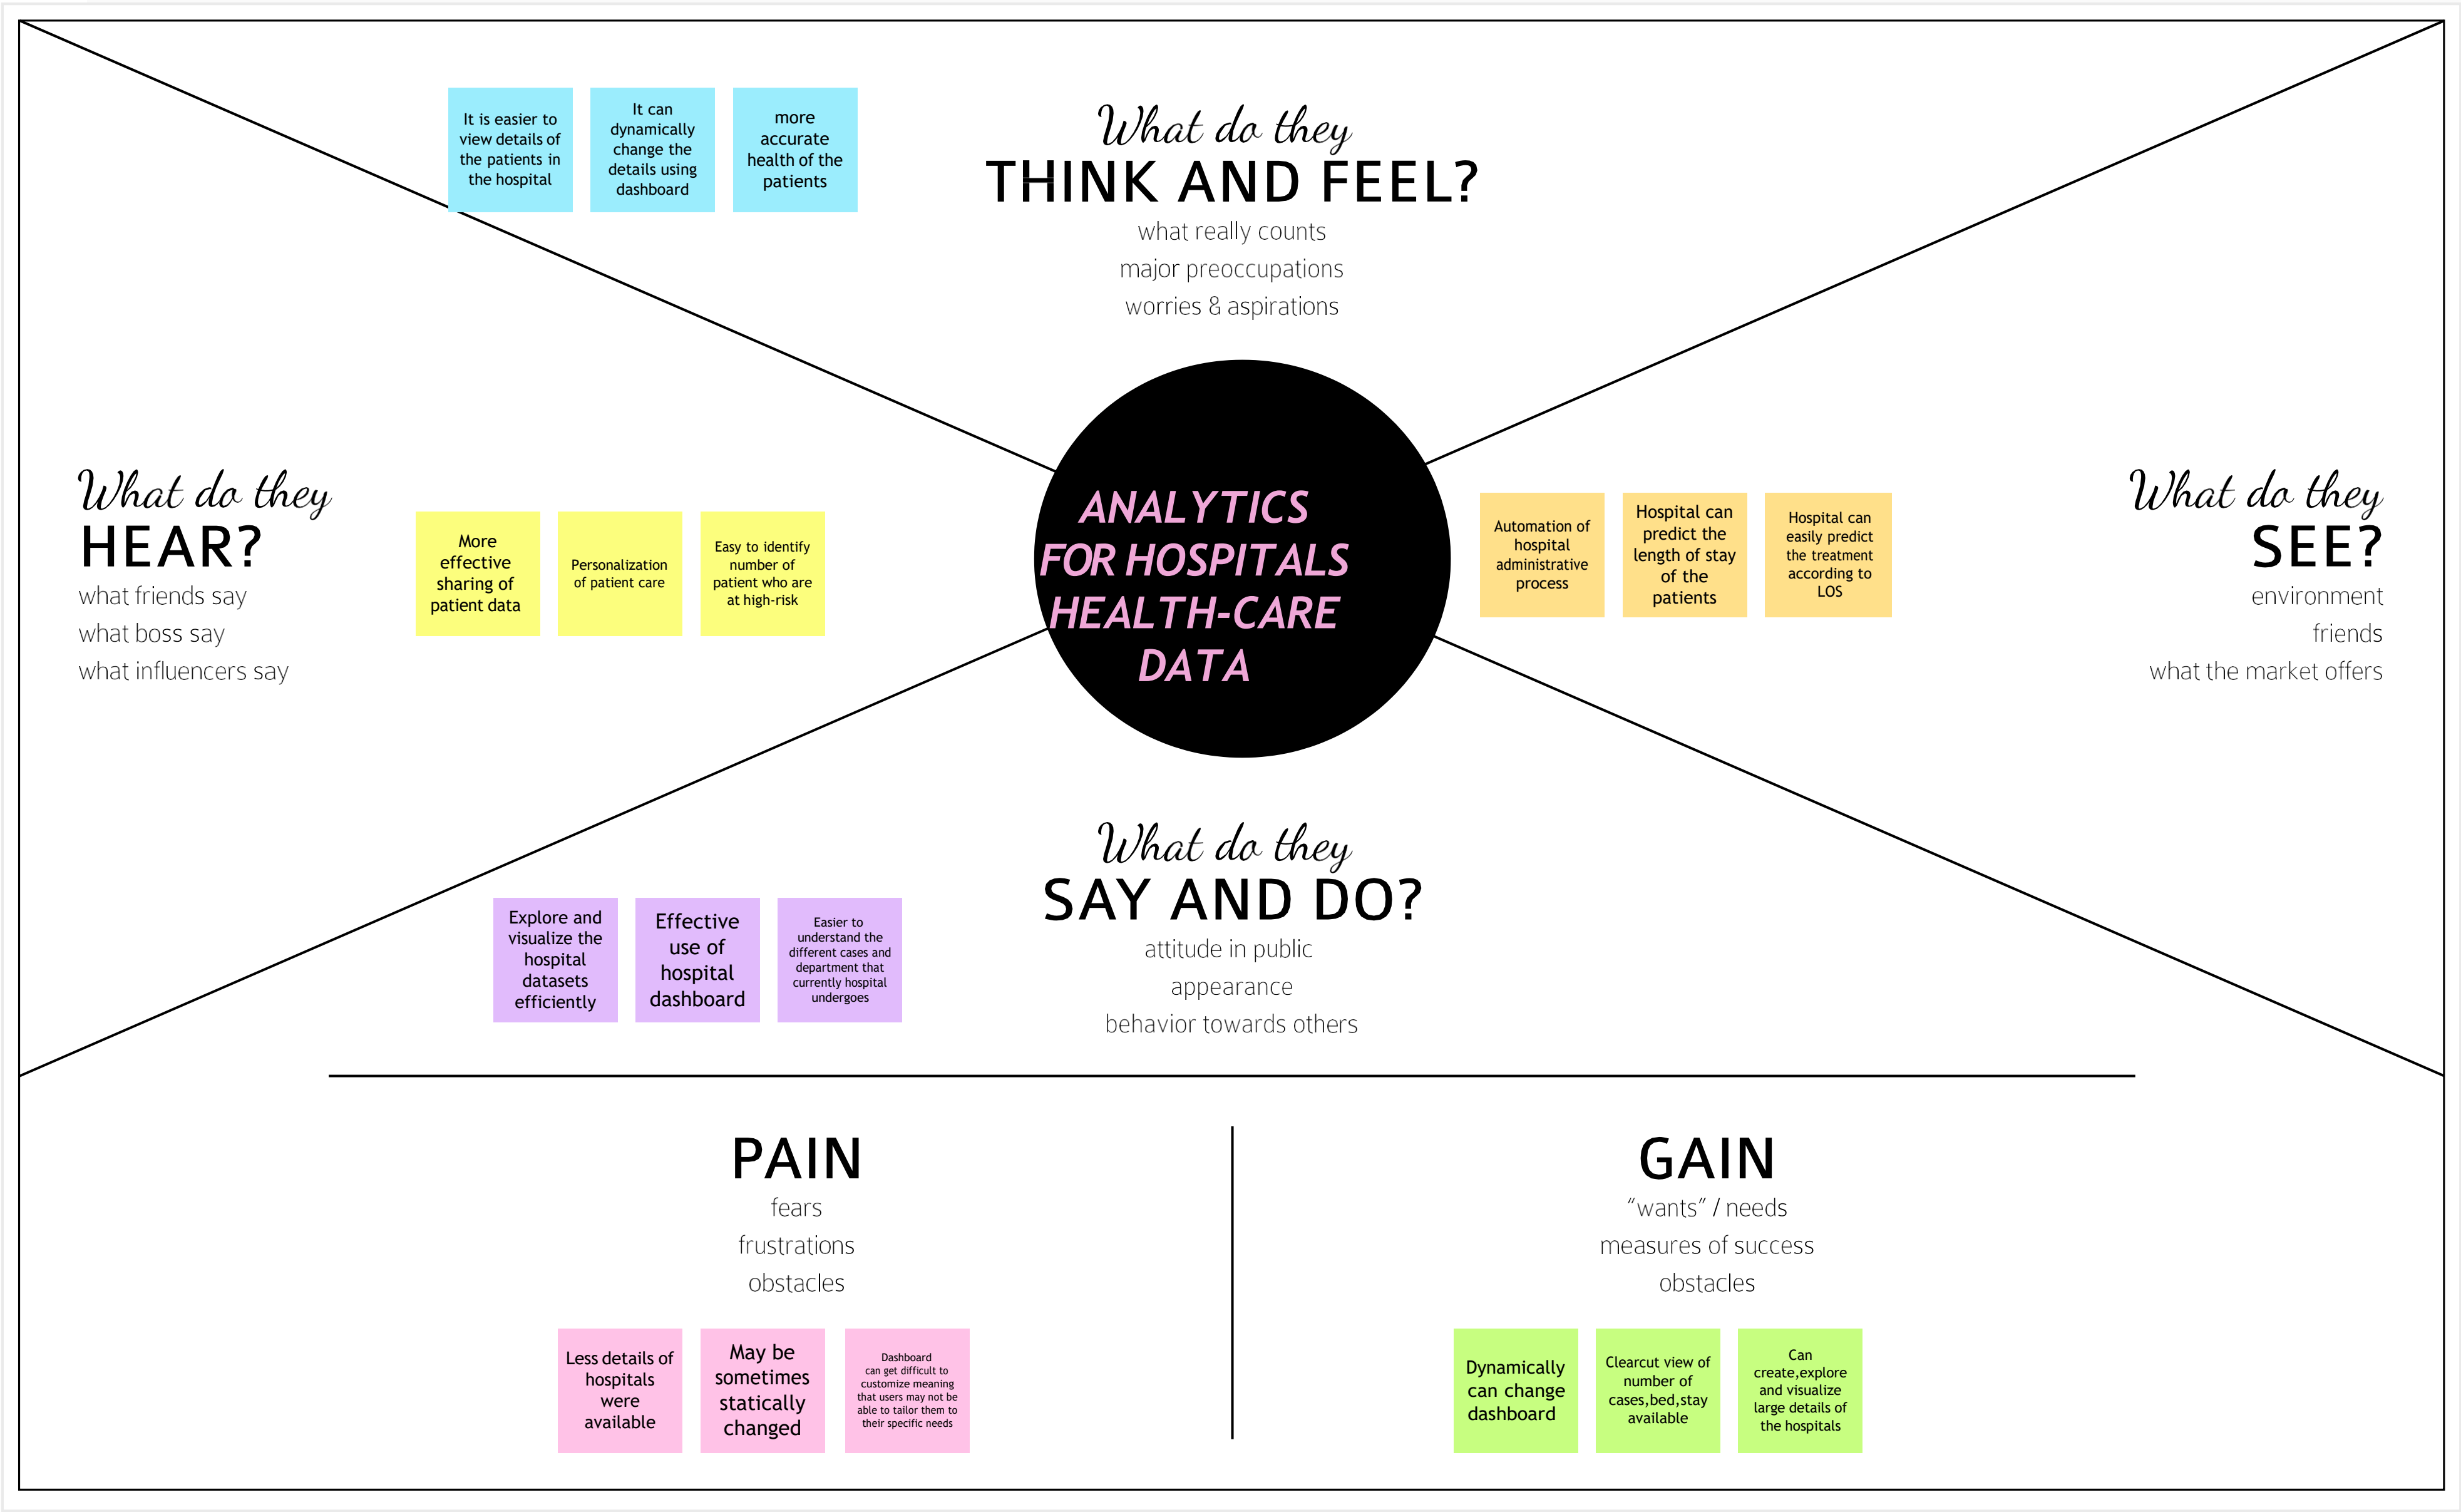 It is easier to
view details of
the patients in
the hospital
It can
dynamically
change the
details using
dashboard
more
accurate
health of the
patients
What do they
THINK AND FEEL?
what really counts
major preoccupations
worries & aspirations
What do they
HEAR?
what friends say
what boss say
what influencers say
More
effective
sharing of
patient data
Personalization
of patient care
Easy to identify
number of
patient who are
at high-risk
ANALYTICS
FOR HOSPITALS
HEALTH-CARE
DATA
Automation of
hospital
administrative
process
Hospital can
predict the
length of stay
of the
patients
Hospital can
easily predict
the treatment
according to
LOS
What do they
SEE?
environment
friends
what the market offers
What do they
SAY AND DO?
attitude in public
appearance
behavior towards others
Explore and
visualize the
hospital
datasets
efficiently
Effective
use of
hospital
dashboard
Easier to
understand the
different cases and
department that
currently hospital
undergoes
PAIN
fears
frustrations
obstacles
Less details of
hospitals
were
available
May be
sometimes
statically
changed
Dashboard
can get difficult to
customize meaning
that users may not be
able to tailor them to
their specific needs
GAIN
“wants” / needs
measures of success
obstacles
Dynamically
can change
dashboard
Clearcut view of
number of
cases,bed,stay
available
Can
create,explore
and visualize
large details of
the hospitals